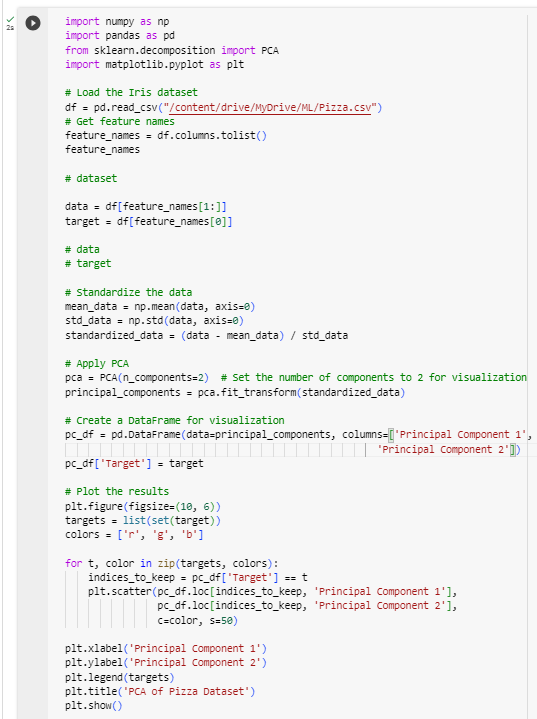 2s
import numpy as np
import pandas as pd
from sklearn.decomposition import PCA
import matplotlib.pyplot as plt
# Load the Iris dataset
df = pd.read_csv("/content/drive/MyDrive/ML/Pizza.csv")
# Get feature names
feature_names = df.columns.tolist()
feature_names
# dataset
data = df[feature_names[1:]]
target = df[feature_names[0]]
# data
# target
# Standardize the data
mean_data = np.mean(data, axis=0)
std_data = np.std(data, axis=0)
standardized_data = (data - mean_data) / std_data
# Apply PCA
pca = PCA(n_components=2)  # Set the number of components to 2 for visualization
principal_components = pca.fit_transform(standardized_data)
# Create a DataFrame for visualization
pc_df = pd.DataFrame(data=principal_components, columns=['Principal Component 1',
'Principal Component 2'])
pc_df['Target'] = target
# Plot the results
plt.figure(figsize=(10, 6))
targets = list(set(target))
colors = ['r', 'g', 'b']
for t, color in zip(targets, colors):
indices_to_keep = pc_df['Target'] == t
plt.scatter(pc_df.loc[indices_to_keep, 'Principal Component 1'],
pc_df.loc[indices_to_keep, 'Principal Component 2'],
c=color, s=50)
plt.xlabel('Principal Component 1')
plt.ylabel('Principal Component 2')
plt.legend(targets)
plt.title('PCA of Pizza Dataset')
plt.show()